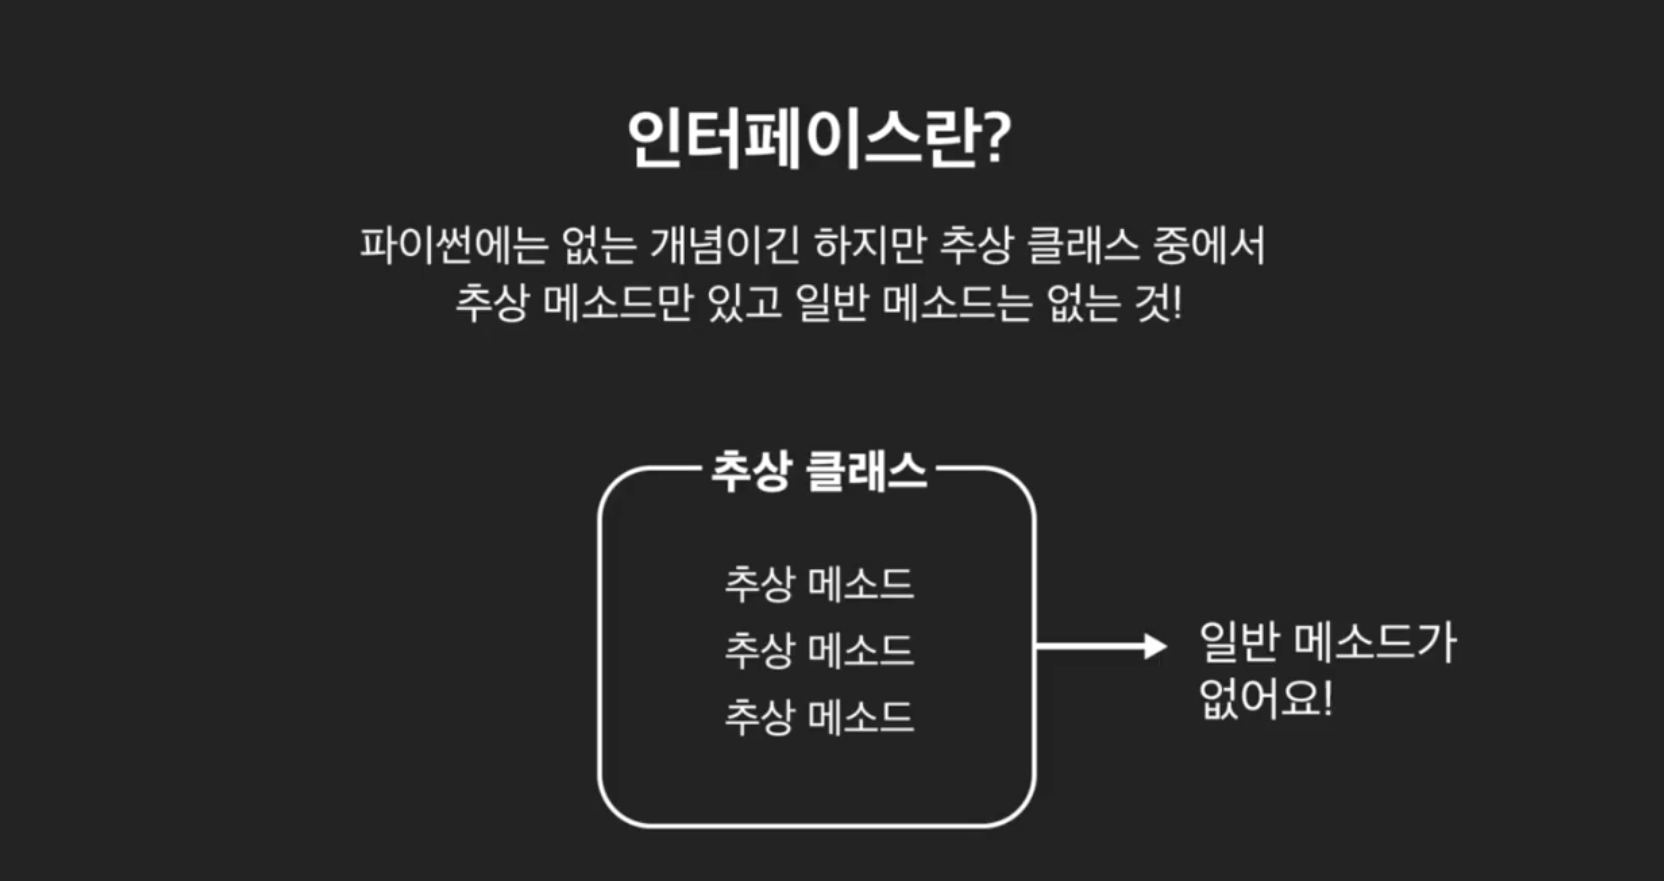 인터페이스란?
파이썬에는 없는 개념이긴 하지만 추상 클래스 중에서
추상 메소드만 있고 일반 메소드는 없는 것!
추상 클래스
추상 메소드
추상 메소드
추상 메소드
일반 메소드가
없어요!